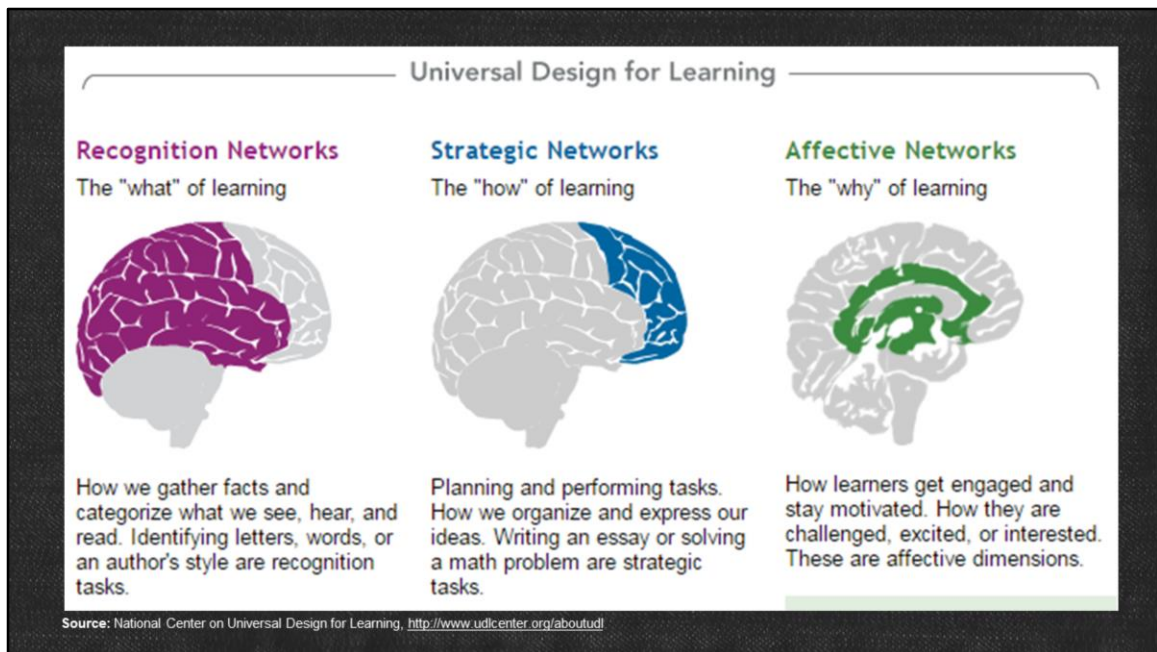 Universal Design for Learning
Recognition Networks
The "what" of learning
How we gather facts and
categorize what we see, hear, and
read. Identifying letters, words, or
an author's style are recognition
tasks.
Strategic Networks
The "how" of learning
Planning and performing tasks.
How we organize and express our
ideas. Writing an essay or solving
a math problem are strategic
tasks.
Affective Networks
The "why" of learning
How learners get engaged and
stay motivated. How they are
challenged, excited, or interested.
These are affective dimensions.
Source: National Center on Universal Design for Learning, http://www.udlcenter.org/aboutudl